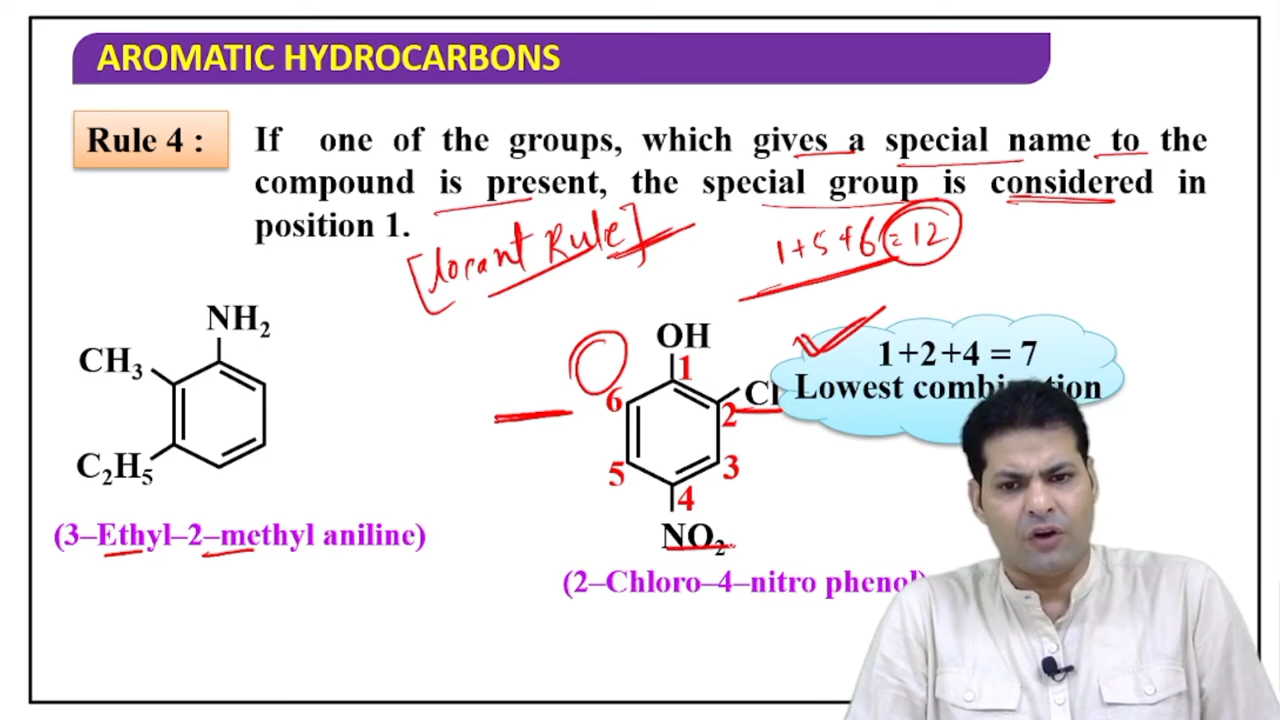 AROMATIC HYDROCARBONS
Rule 4 :
If one of the groups, which gives a special name to the
compound is present, the special group is considered in
position 1.
[locant Rule]
1+5+6 = 12
NH2
CH3
C2H5
(3–Ethyl–2–methyl aniline)
OH
1
6
Cl
2
5
3
4
NO2
(2–Chloro–4–nitro phenol)
1+2+4 = 7
Lowest combination